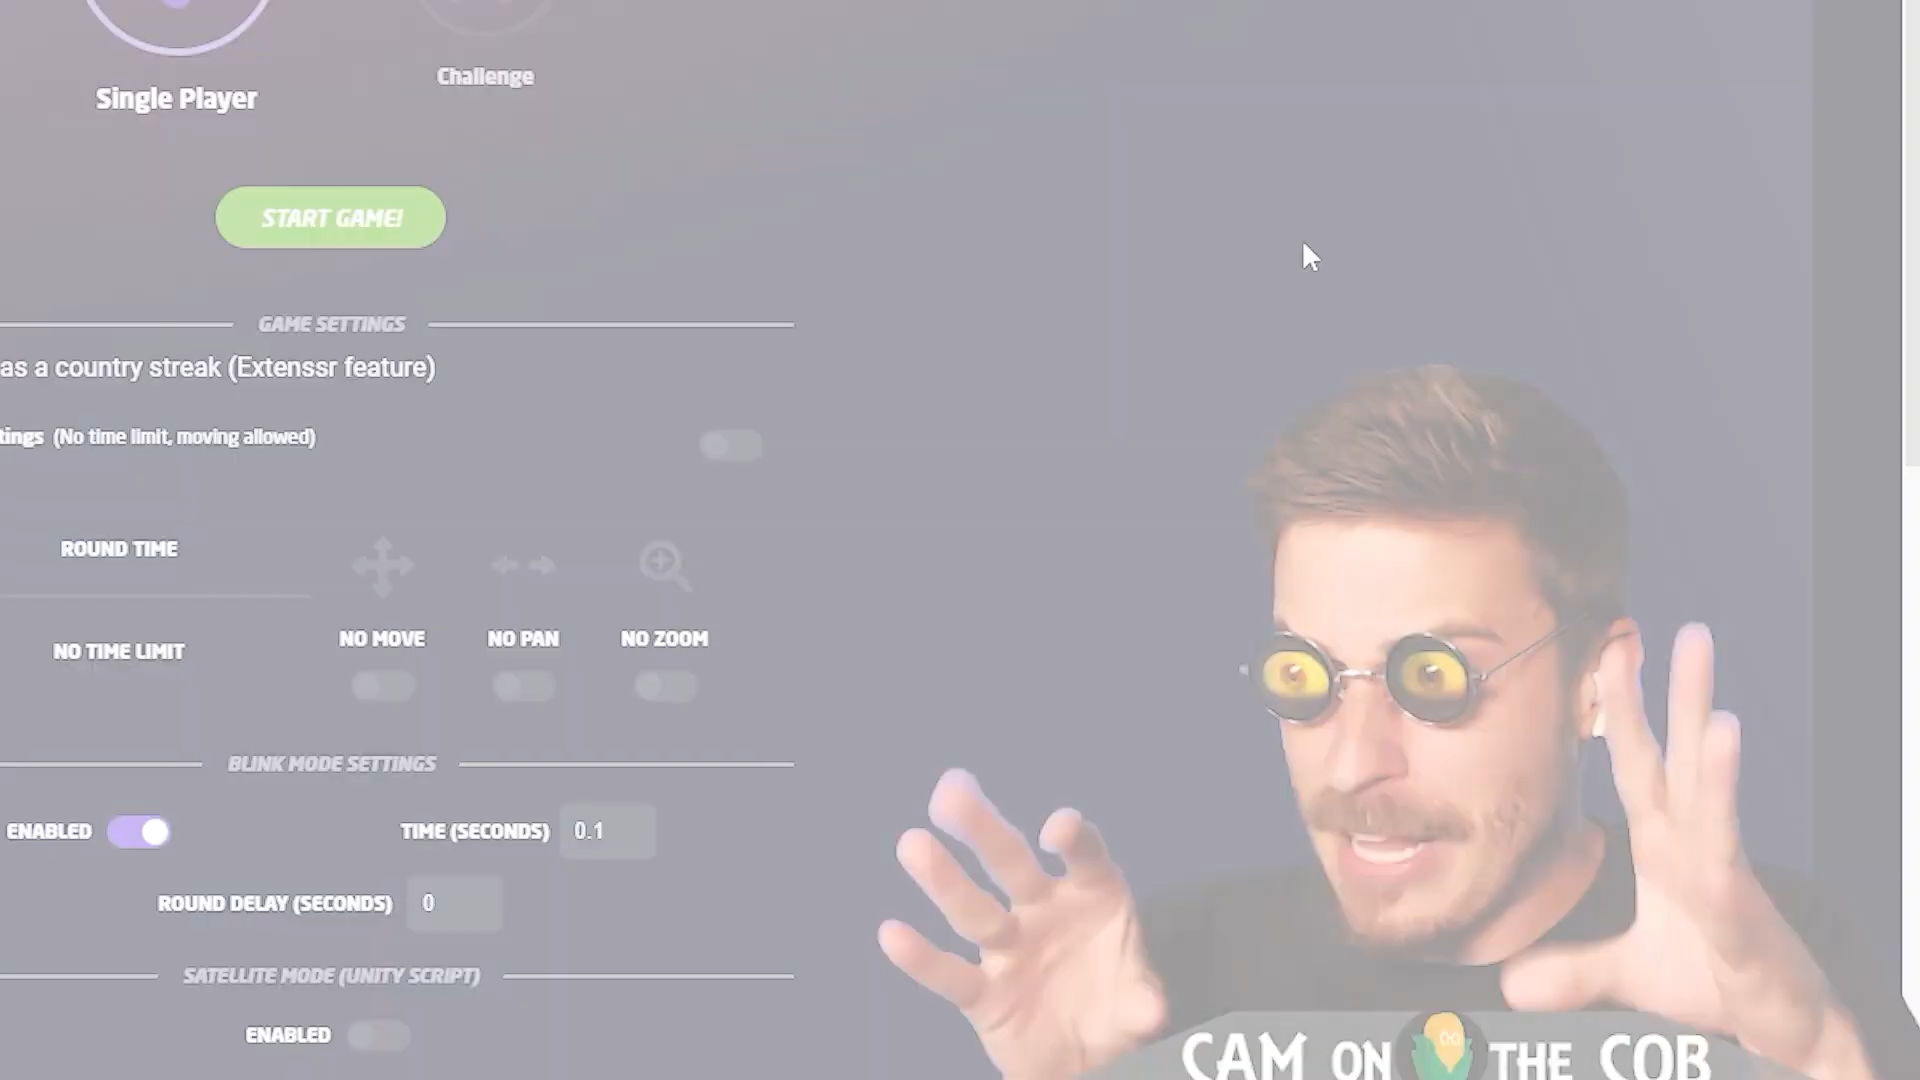 Single Player
Challenge
START GAME!
GAME SETTINGS
as a country streak (Extenssr feature)
tings (No time limit, moving allowed)
ROUND TIME
NO TIME LIMIT
NO MOVE
NO PAN
NO ZOOM
BLINK MODE SETTINGS
ENABLED
TIME (SECONDS) 0.1
ROUND DELAY (SECONDS) 0
SATELLITE MODE (UNITY SCRIPT)
ENABLED
CAM ON THE COB